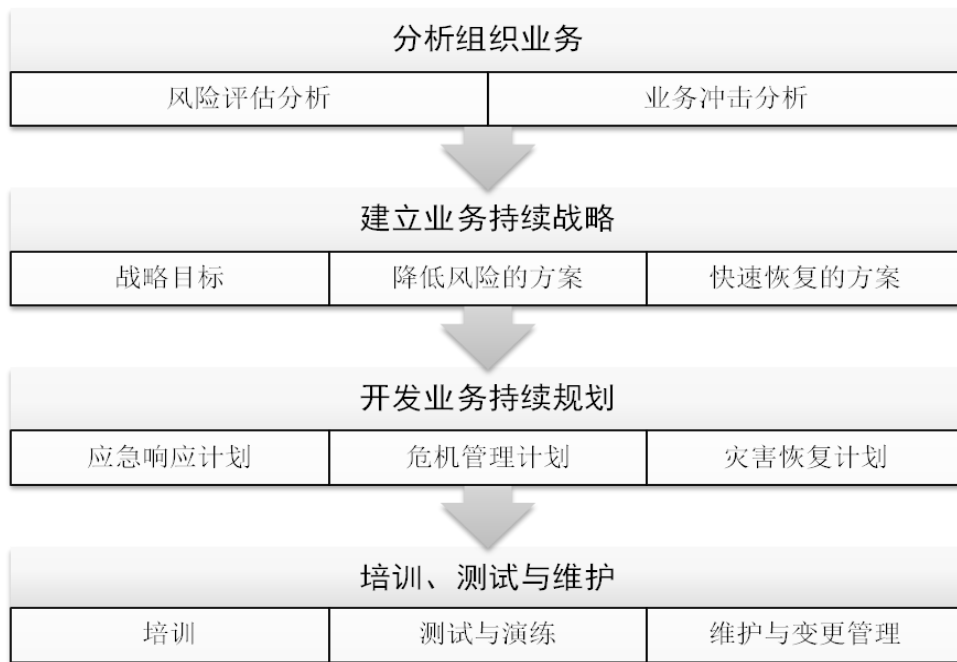 分析组织业务
风险评估分析 业务冲击分析
建立业务持续战略
战略目标 降低风险的方案 快速恢复的方案
开发业务持续规划
应急响应计划 危机管理计划 灾害恢复计划
培训、测试与维护
培训 测试与演练 维护与变更管理